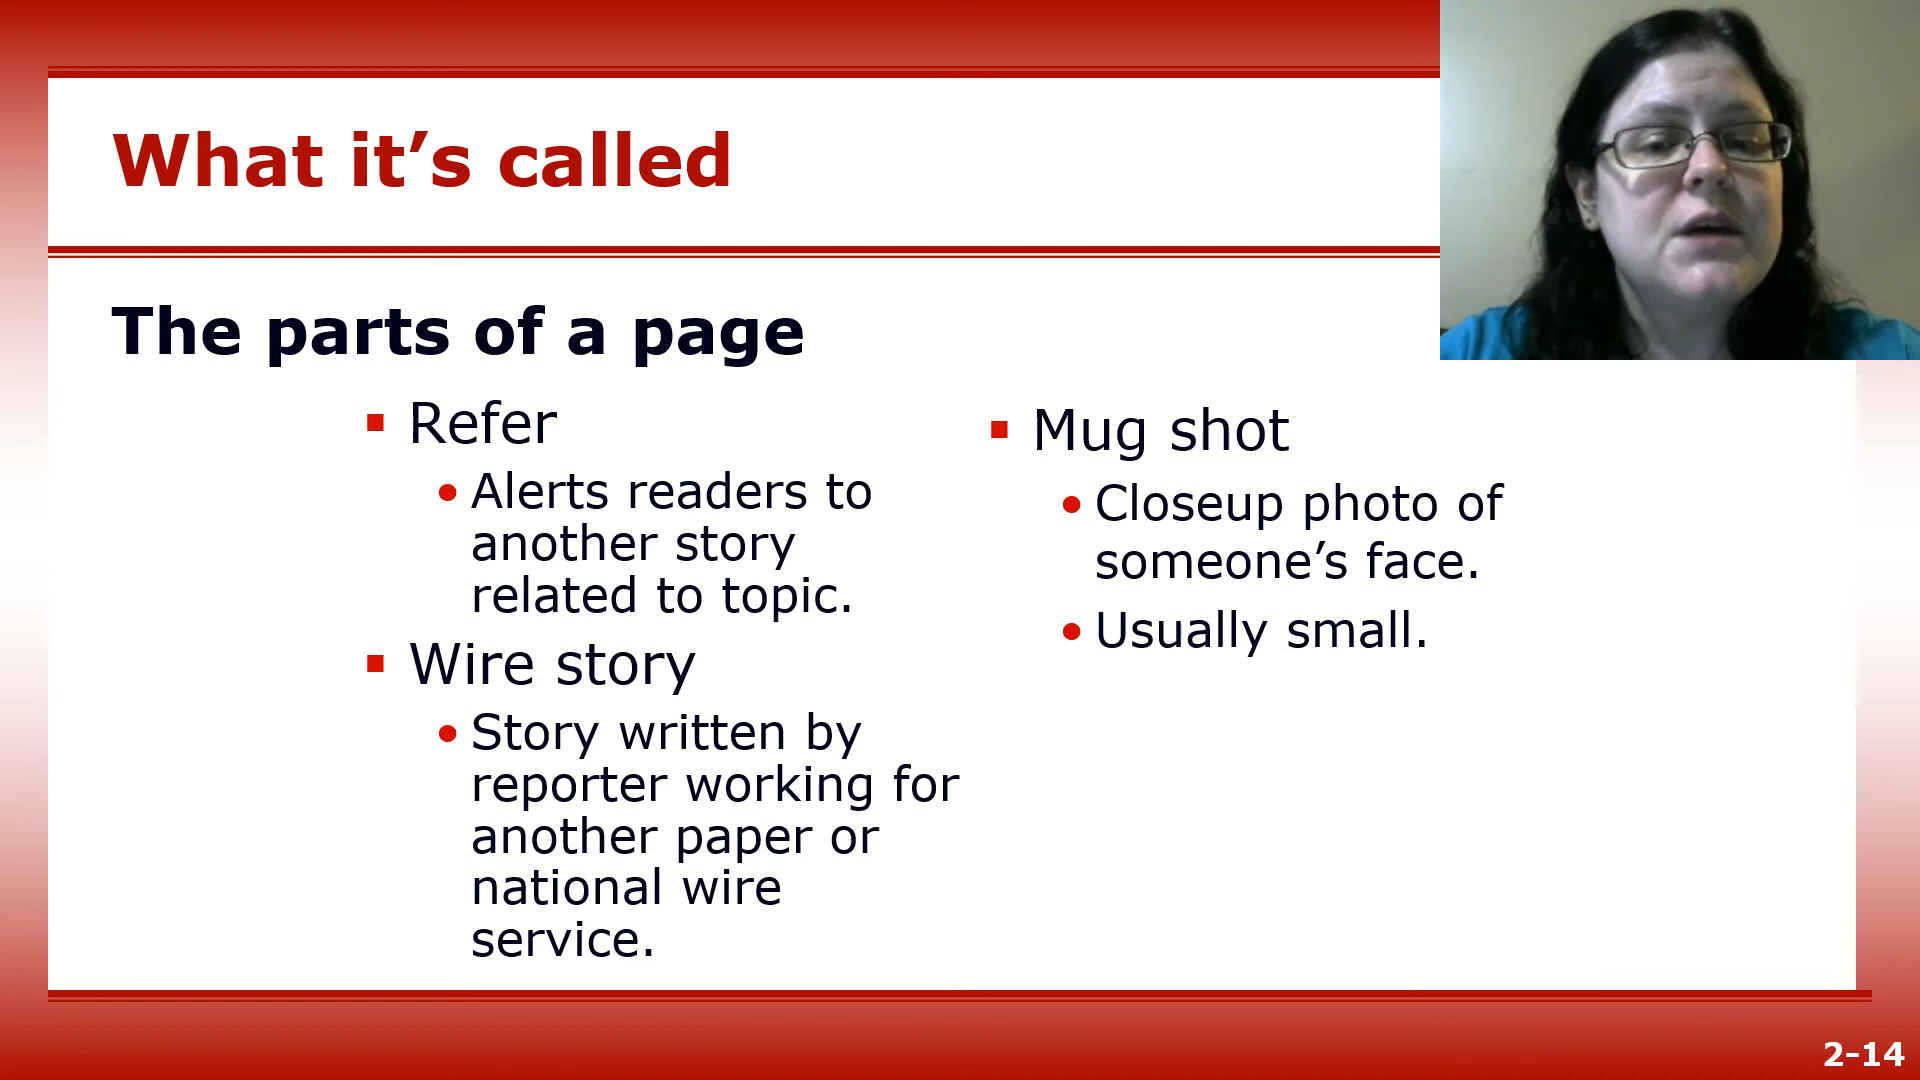 What it’s called
The parts of a page
Refer
Alerts readers to
another story
related to topic.
Wire story
Story written by
reporter working for
another paper or
national wire
service.
Mug shot
Closeup photo of
someone’s face.
Usually small.
2-14